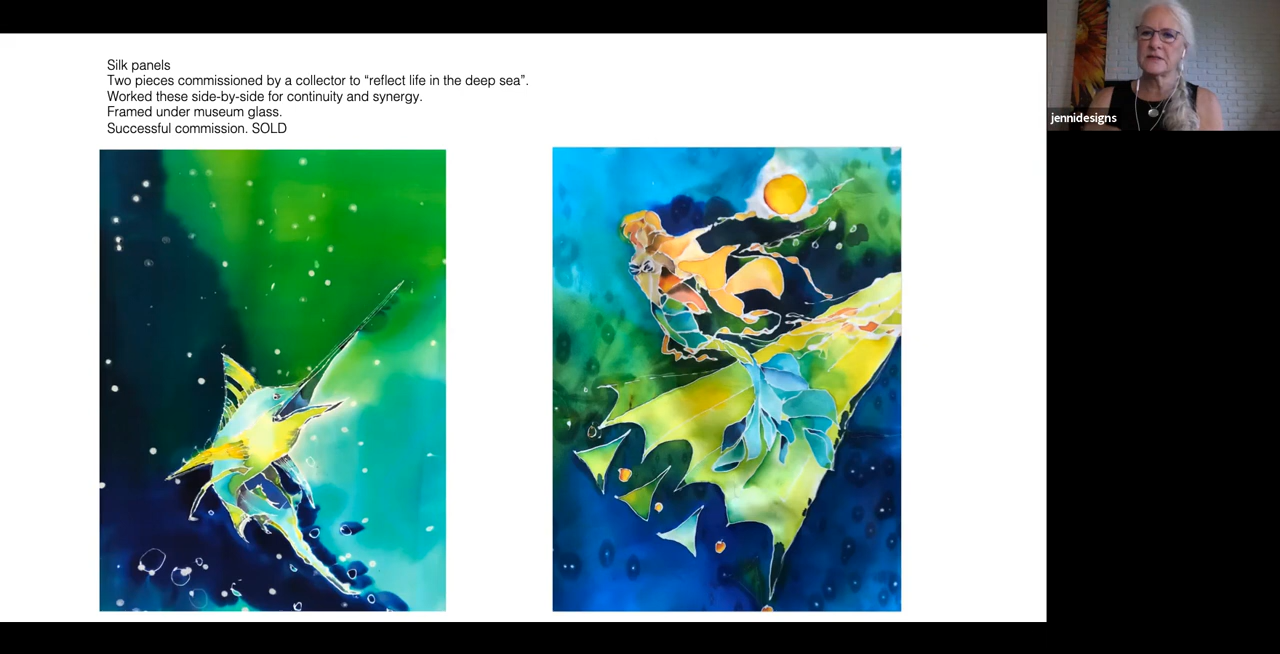 Silk panels
Two pieces commissioned by a collector to “reflect life in the deep sea”.
Worked these side-by-side for continuity and synergy.
Framed under museum glass.
Successful commission. SOLD
jennidesigns